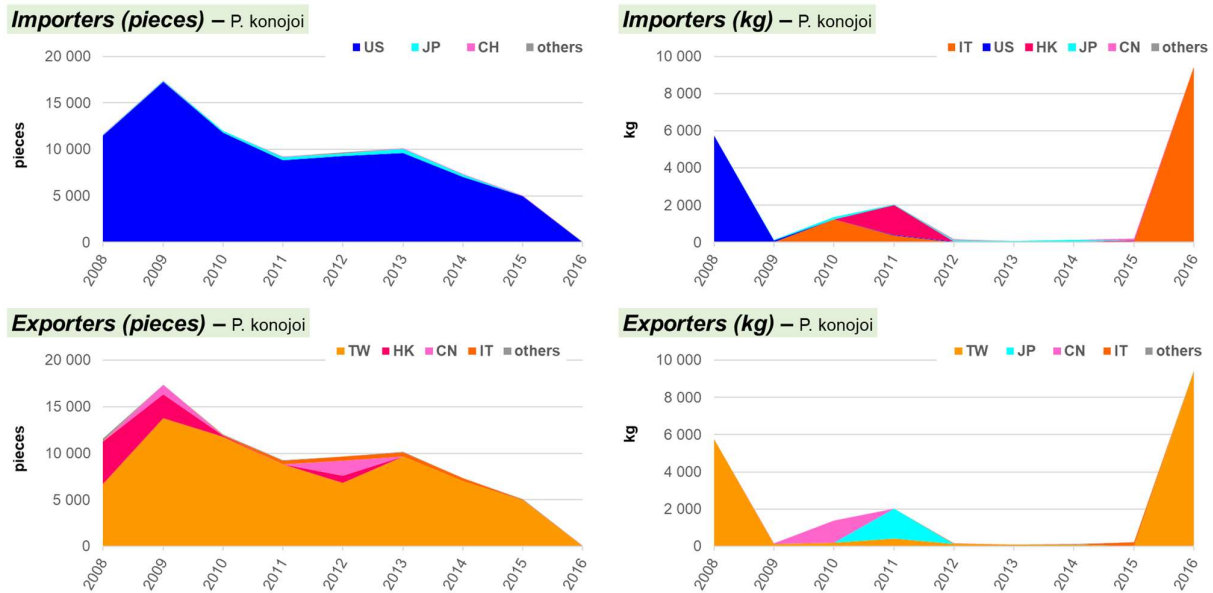 Importers (pieces) – P. konojoi
US JP CH others
20 000
15 000
10 000
5 000
0
pieces
2008 2009 2010 2011 2012 2013 2014 2015 2016
Importers (kg) – P. konojoi
IT US HK JP CN others
10 000
8 000
6 000
4 000
2 000
0
kg
2008 2009 2010 2011 2012 2013 2014 2015 2016
Exporters (pieces) – P. konojoi
TW HK CN IT others
20 000
15 000
10 000
5 000
0
pieces
2008 2009 2010 2011 2012 2013 2014 2015 2016
Exporters (kg) – P. konojoi
TW JP CN IT others
10 000
8 000
6 000
4 000
2 000
0
kg
2008 2009 2010 2011 2012 2013 2014 2015 2016